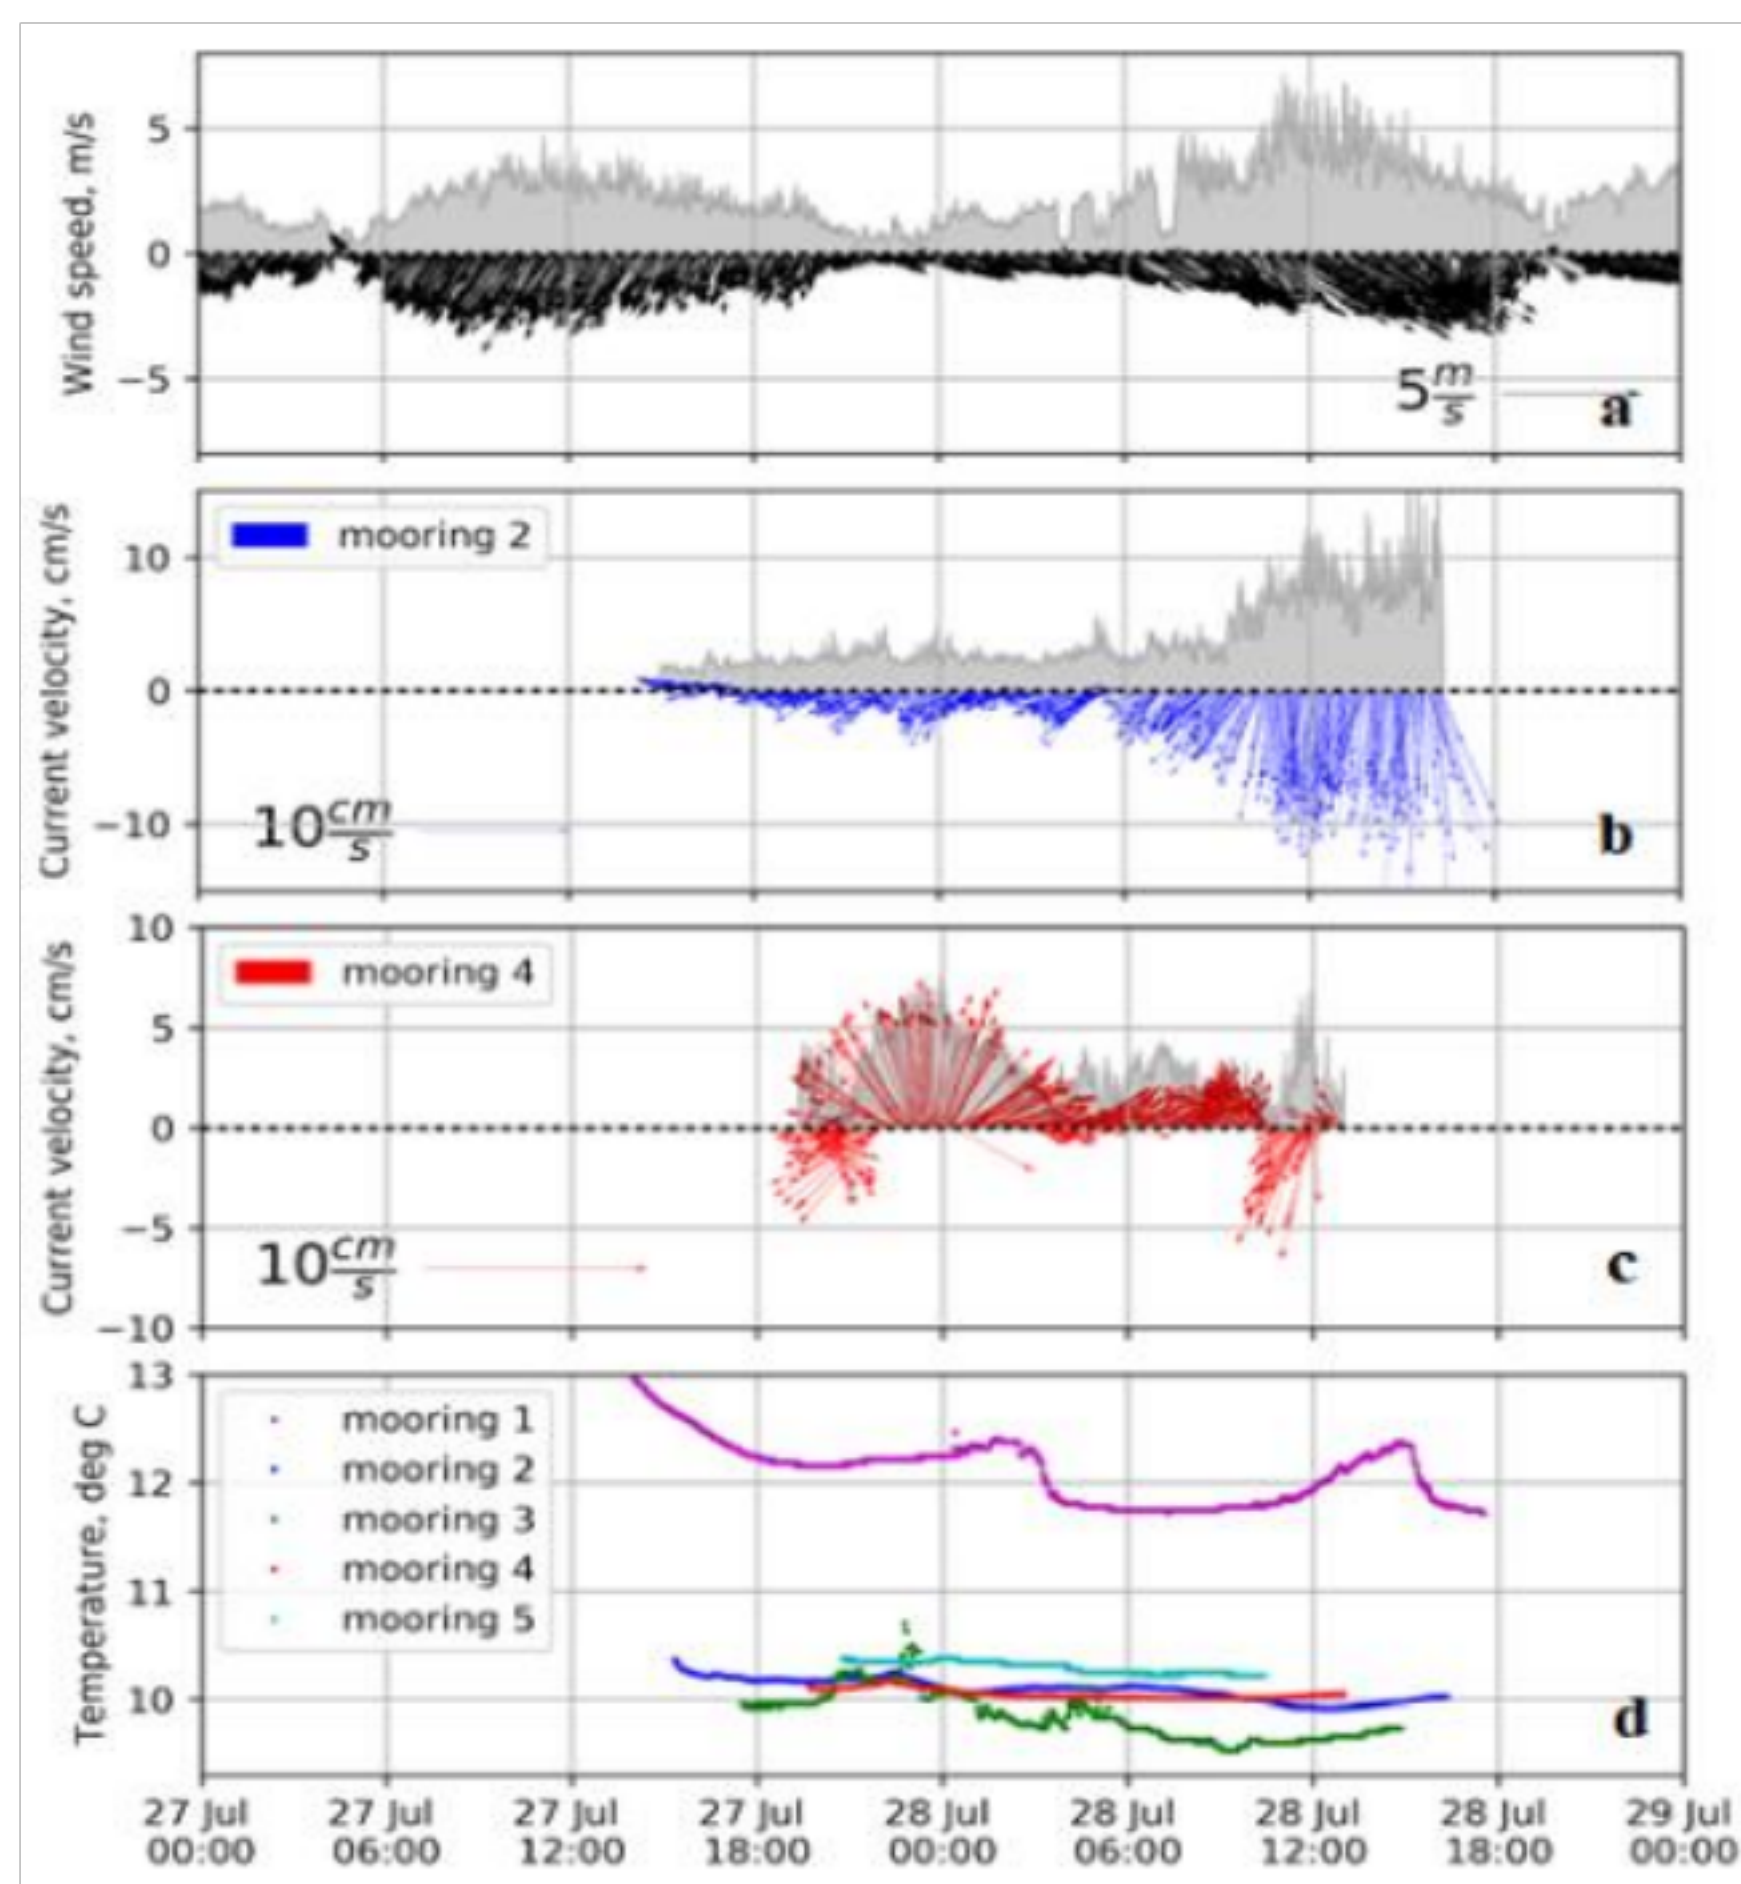 Wind speed, m/s
5
0
−5
5 m/s
a
Current velocity, cm/s
mooring 2
10
0
−10
10 cm/s
b
Current velocity, cm/s
10
mooring 4
5
0
−5
−10
10 cm/s
c
Temperature, deg C
13
12
11
10
mooring 1
mooring 2
mooring 3
mooring 4
mooring 5
d
27 Jul 27 Jul 27 Jul 27 Jul 28 Jul 28 Jul 28 Jul 28 Jul 29 Jul
00:00 06:00 12:00 18:00 00:00 06:00 12:00 18:00 00:00